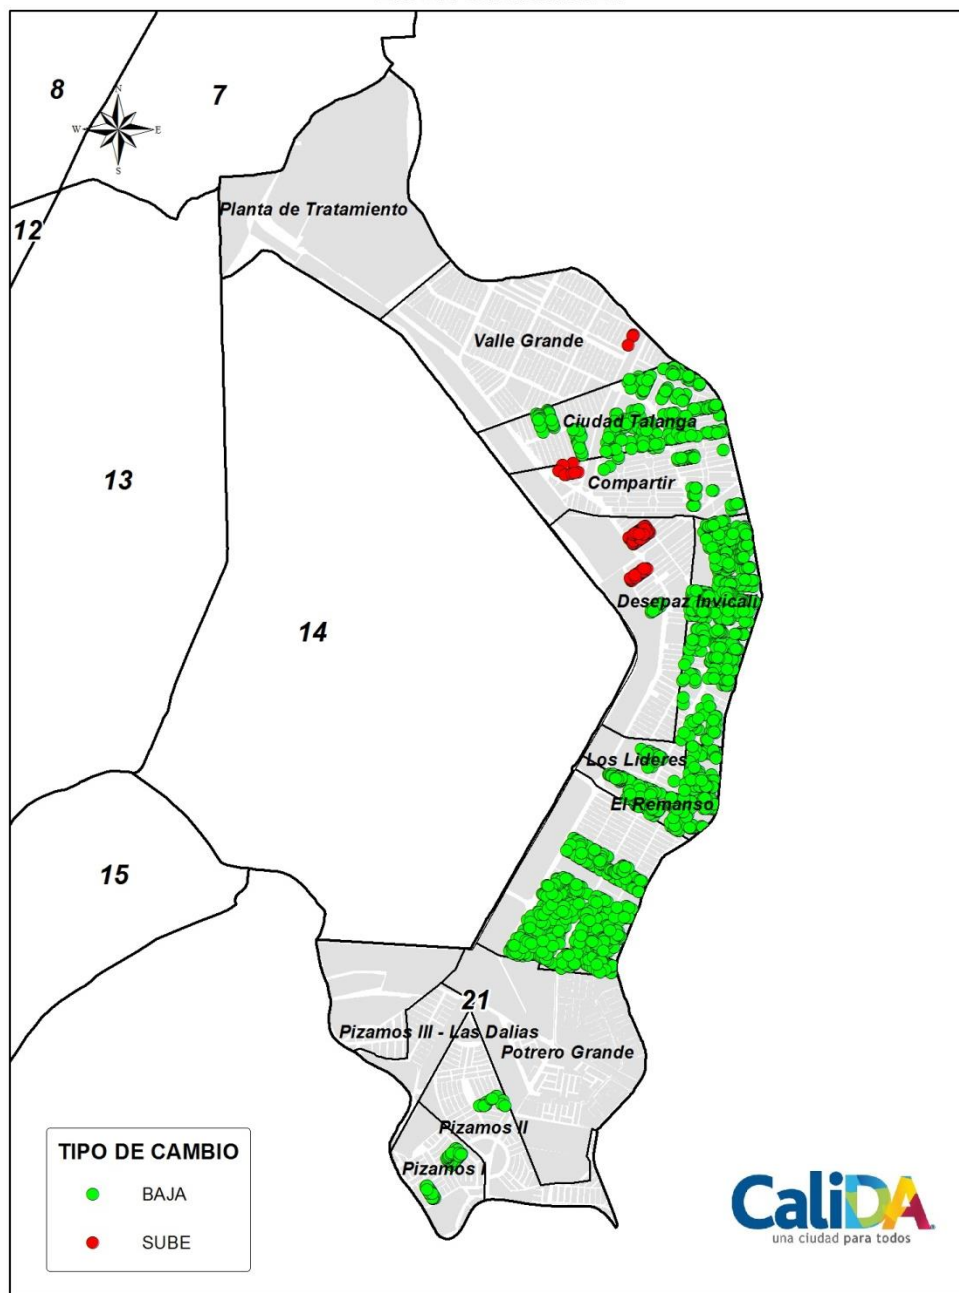 8
7
N
W
E
S
Planta de Tratamiento
12
Valle Grande
Ciudad Talanga
13
Compartir
Desepaz Invicali
14
Los Lideres
El Remanso
15
21
Pizamos III - Las Dalias
Potrero Grande
Pizamos II
Pizamos I
TIPO DE CAMBIO
BAJA
SUBE
CaliDA
una ciudad para todos